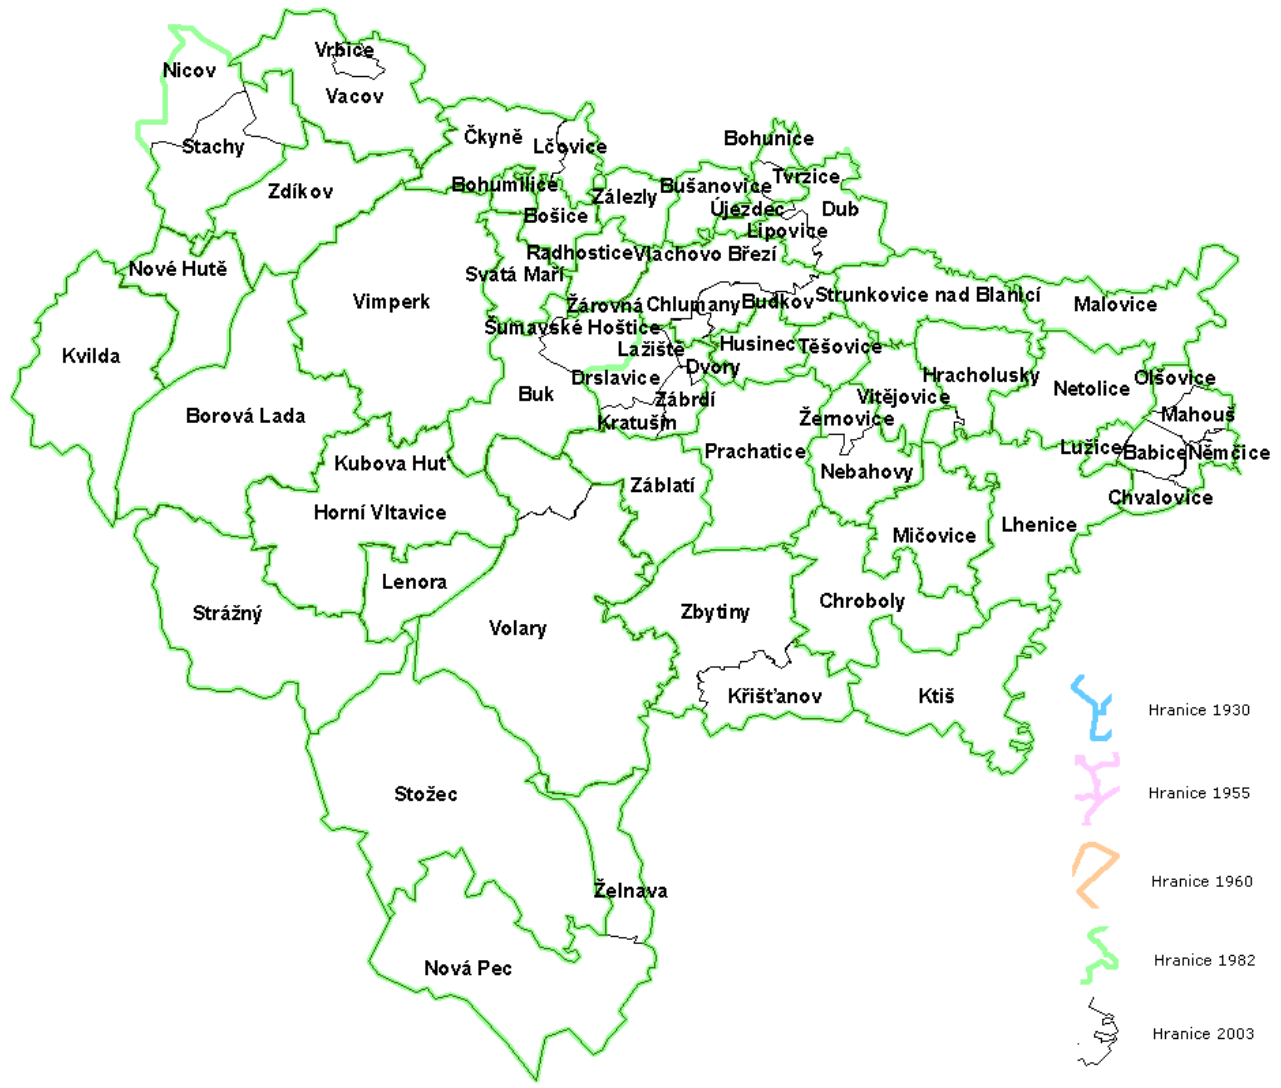 Vrbice
Nicov
Vacov
Čkyně
Bohunice
Lčovice
Stachy
Tvrzice
Bohumilice
Bušanovice
Zdíkov
Zálezly
Újezdec
Dub
Bošice
Lipovice
Radhostice
Vlachovo Březí
Nové Hutě
Svatá Maří
Strunkovice nad Blanicí
Vimperk
Žárovná
Chlumany
Budkov
Malovice
Šumavské Hoštice
Husinec
Těšovice
Lažiště
Kvilda
Dvory
Hracholusky
Drslavice
Olšovice
Netolice
Buk
Zábrdí
Vitějovice
Borová Lada
Mahouš
Kratušín
Žernovice
Lužice
Prachatice
Babice
Němčice
Kubova Huť
Nebahovy
Záblatí
Chvalovice
Horní Vltavice
Lhenice
Mičovice
Lenora
Chroboly
Strážný
Zbytiny
Volary
Křišťanov
Ktiš
Hranice 1930
Stožec
Hranice 1955
Hranice 1960
Želnava
Hranice 1982
Nová Pec
Hranice 2003